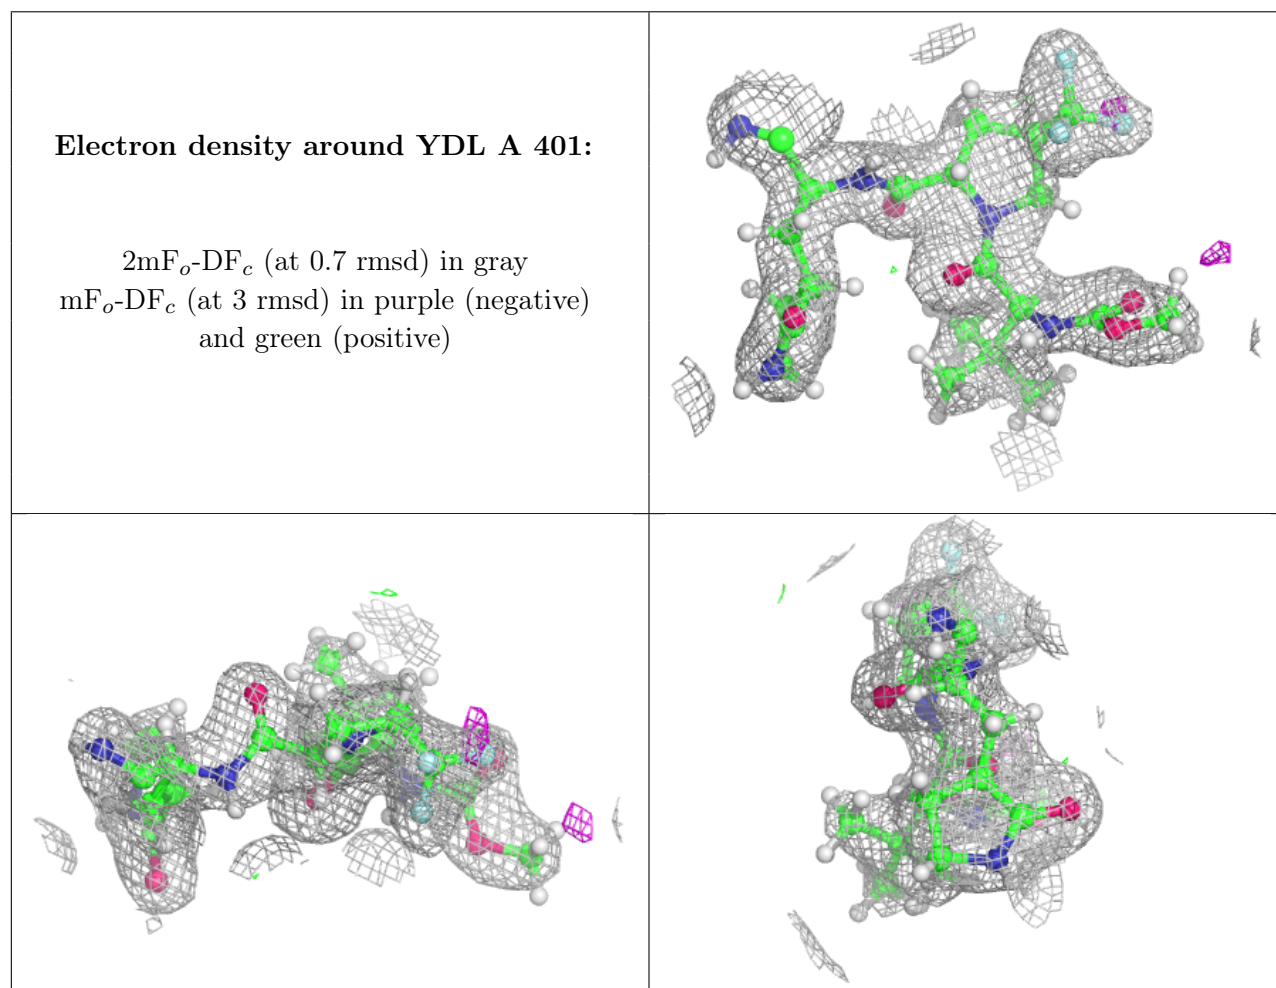 Electron density around YDL A 401:
2mFₒ-DF𝒸 (at 0.7 rmsd) in gray
mFₒ-DF𝒸 (at 3 rmsd) in purple (negative)
and green (positive)